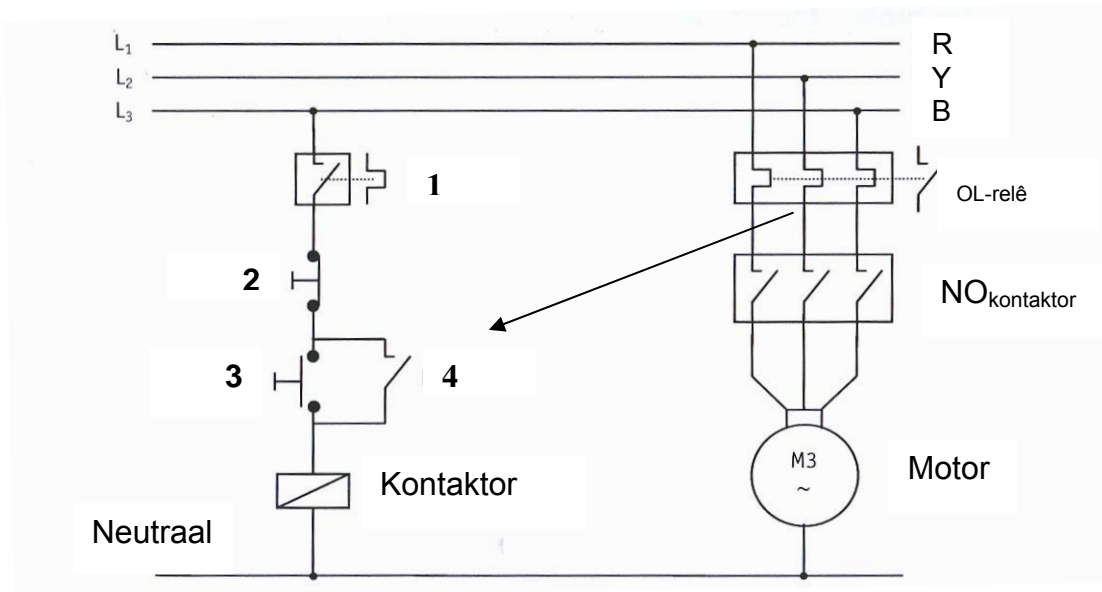 L₁ R
L₂ Y
L₃ B
1
OL-relê
2
NOkontaktor
3
4
M3
~
Motor
Kontaktor
Neutraal